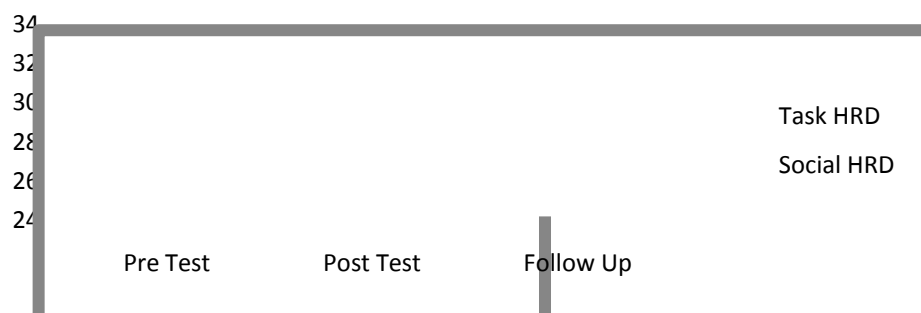 34
32
30
28
26
24
Task HRD
Social HRD
Pre Test Post Test Follow Up